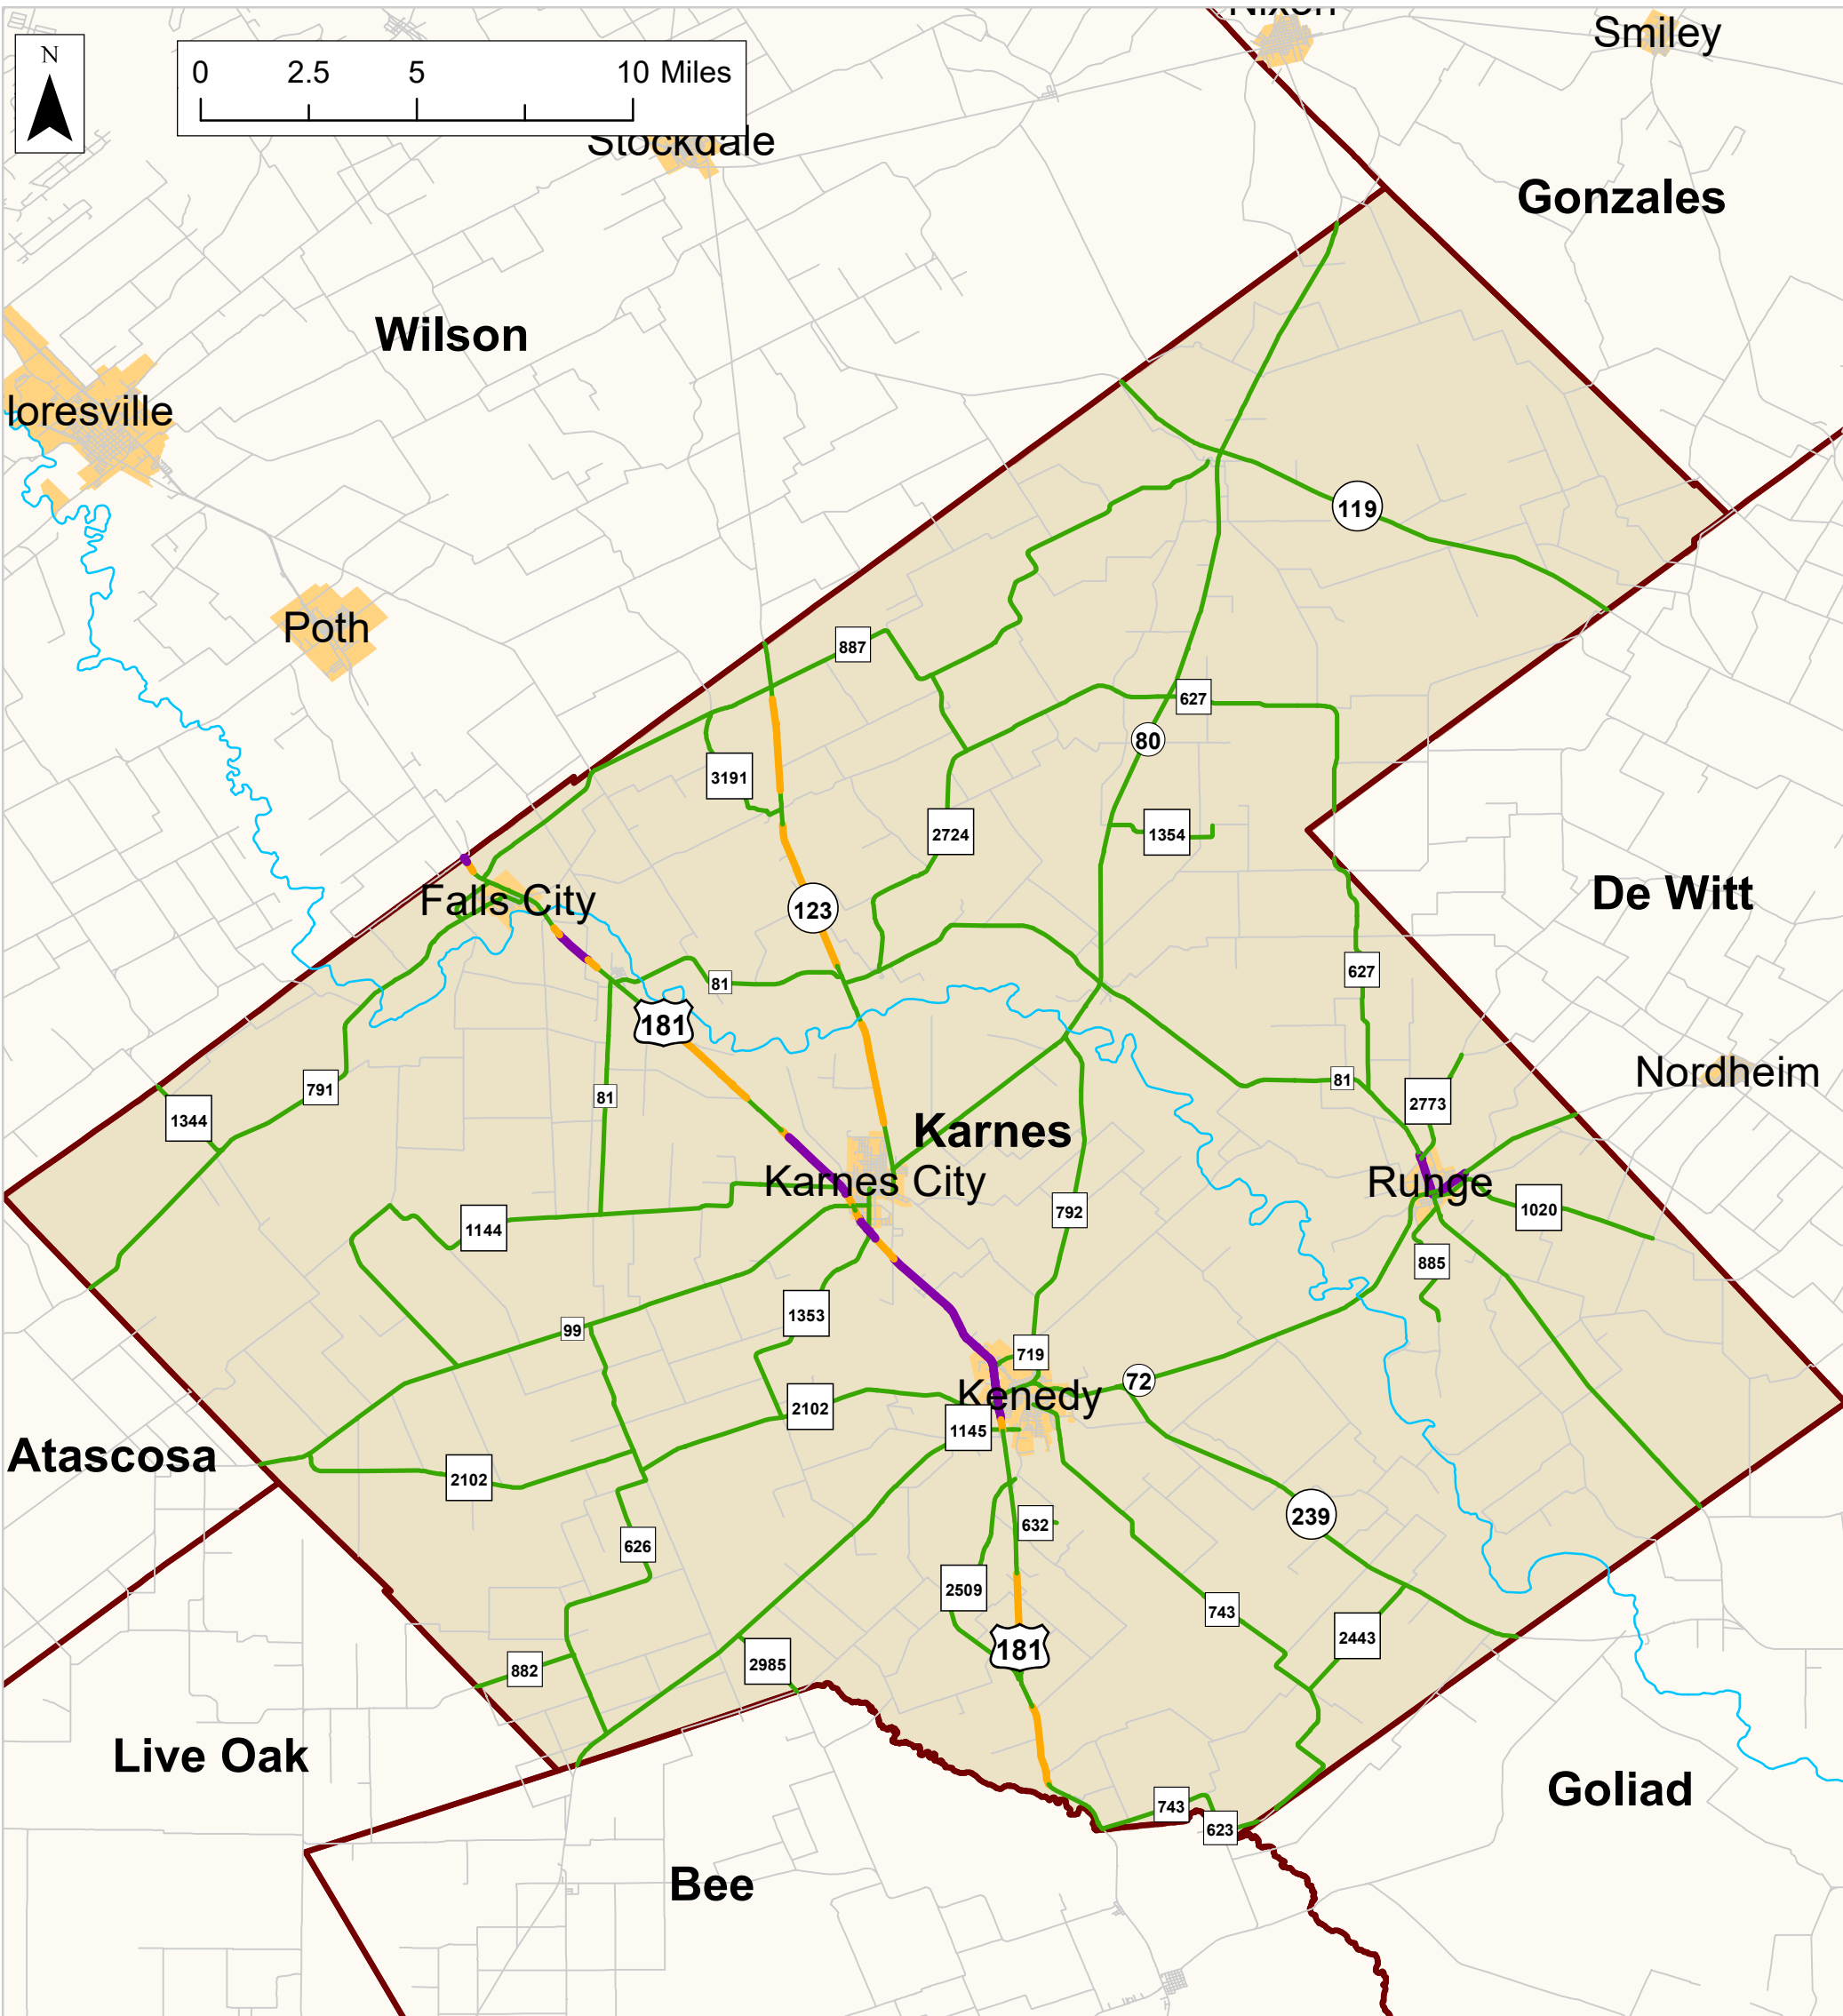 Nixon
Smiley
N
0 2.5 5 10 Miles
Stockdale
Gonzales
Wilson
loresville
119
Poth
887
627
80
3191
2724
1354
De Witt
Falls City
123
627
81
181
Nordheim
791
81
81
2773
1344
Karnes
Karnes City
Runge
792
1020
1144
885
1353
99
719
72
Kenedy
2102
1145
Atascosa
2102
239
632
626
2509
743
2443
181
2985
882
Live Oak
Goliad
743
623
Bee